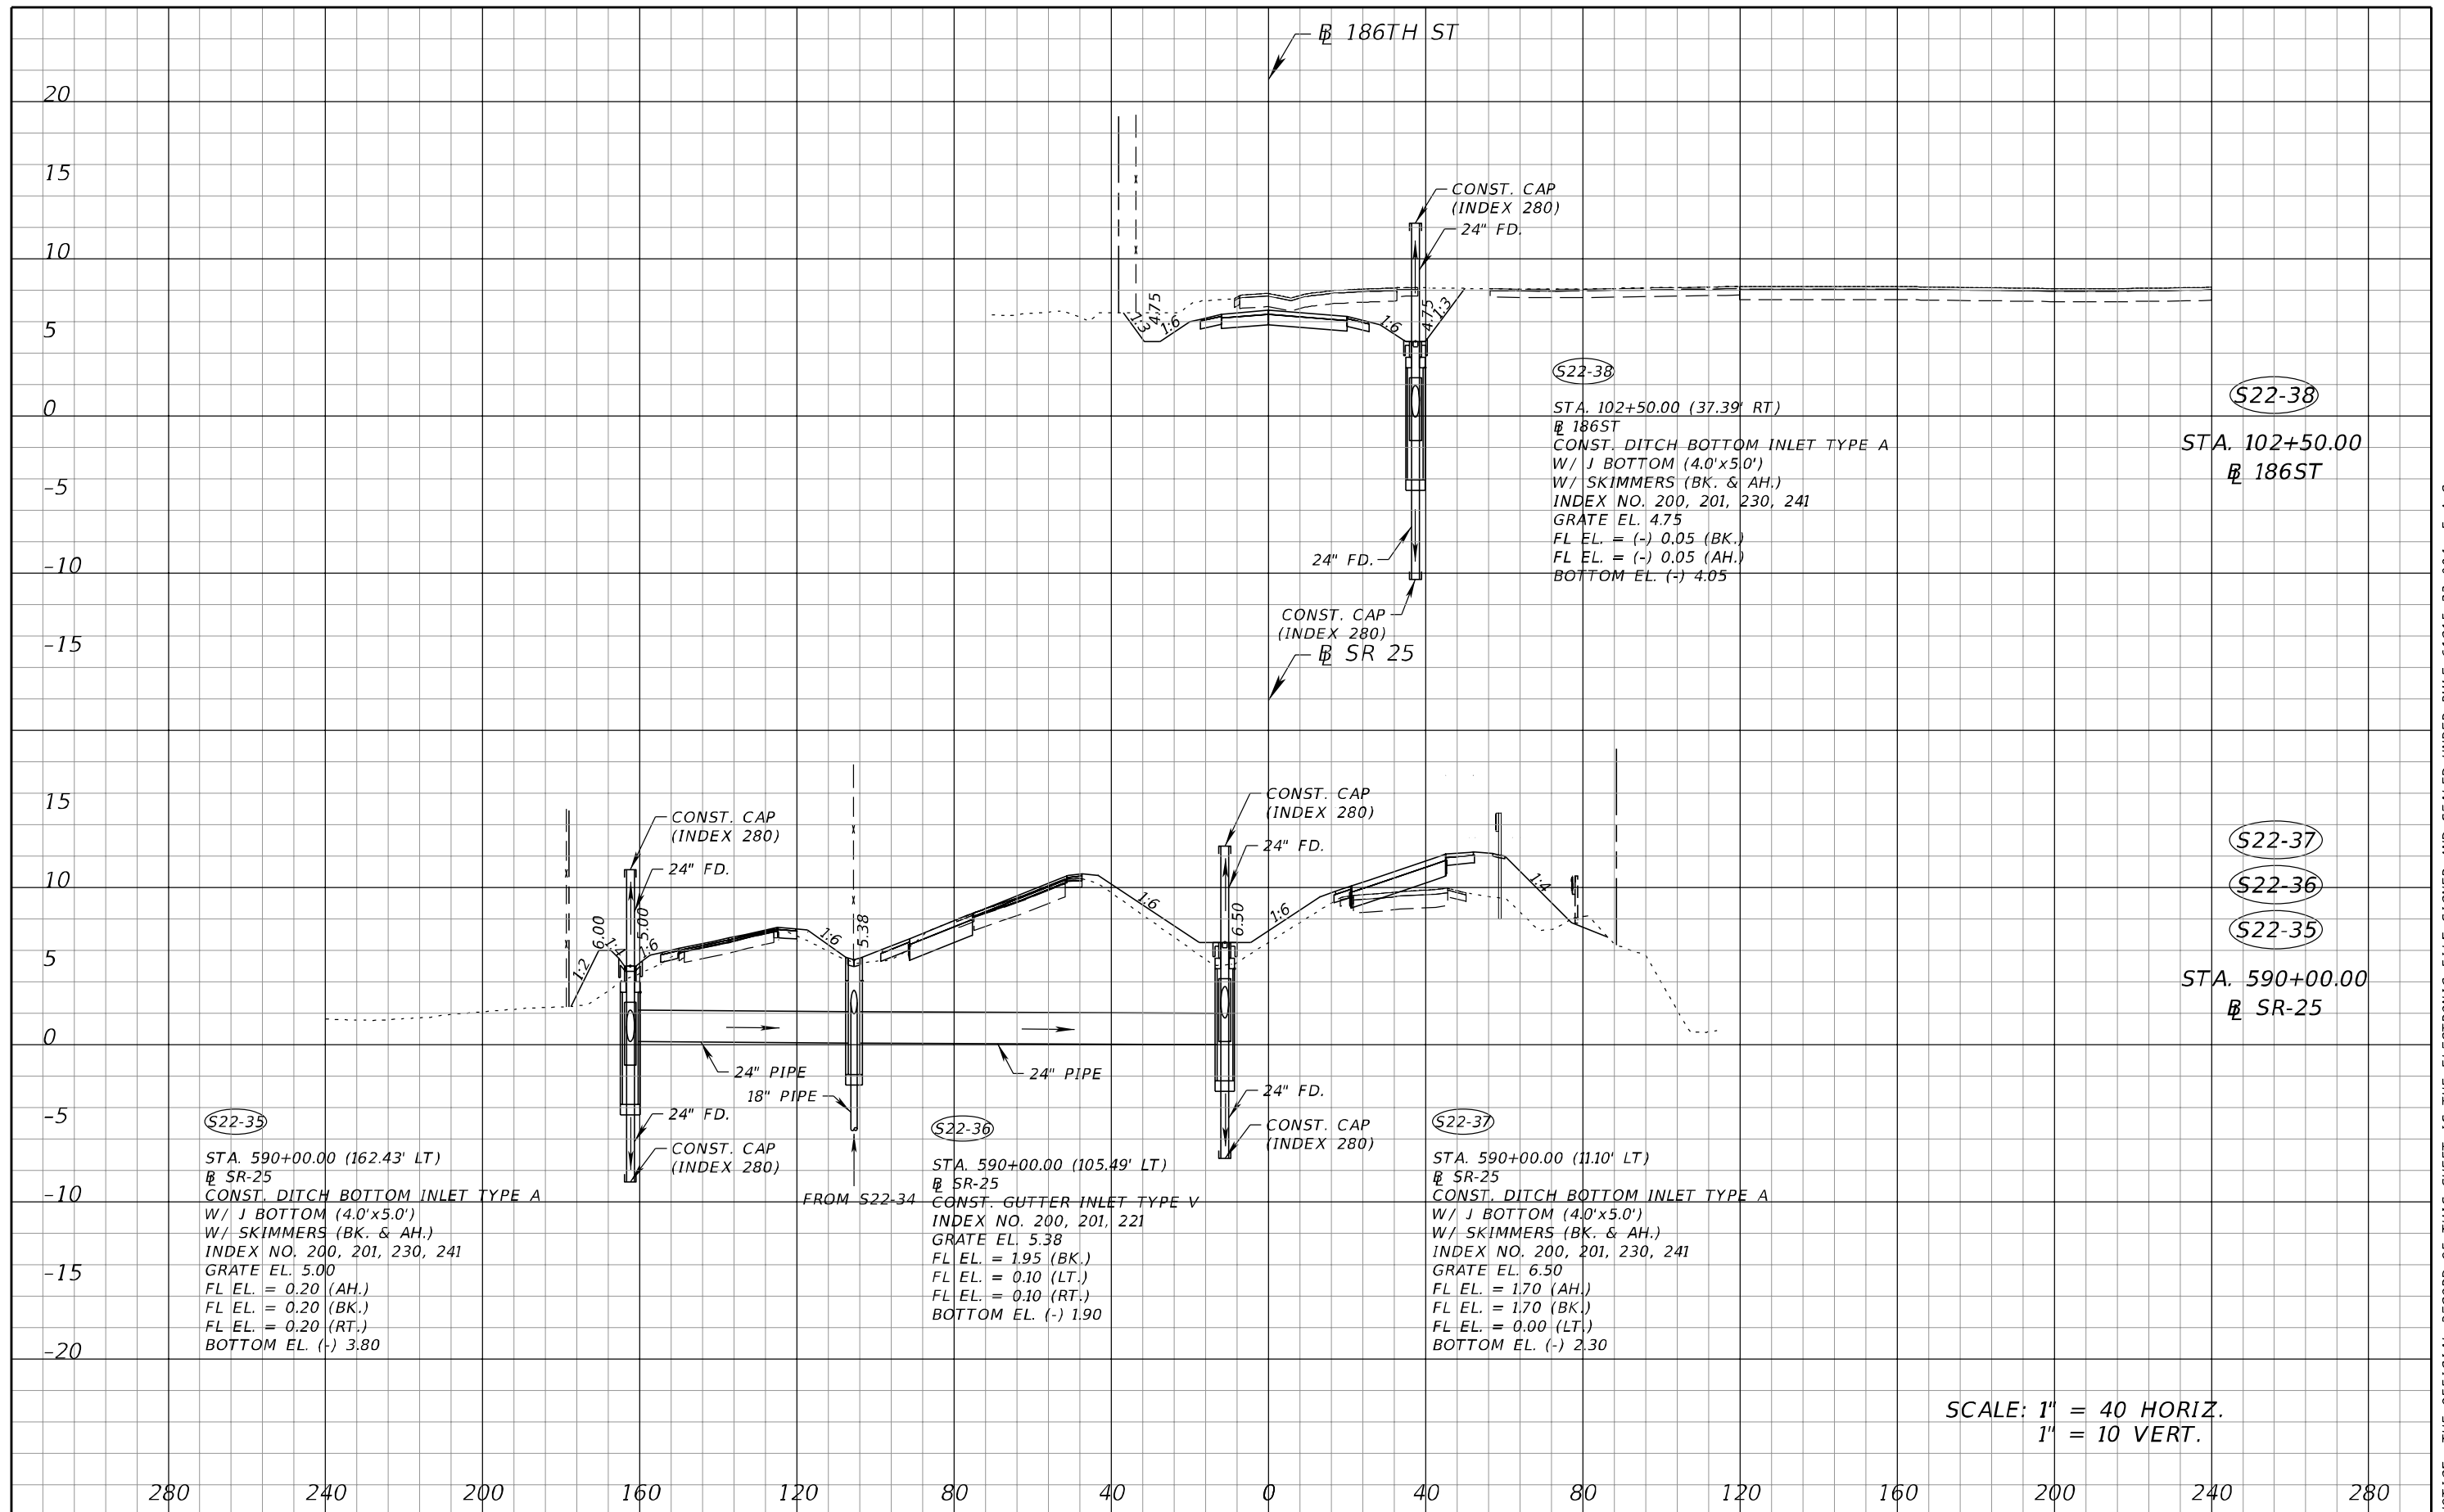 ℄ 186TH ST
20
15
10
5
0
-5
-10
-15
CONST. CAP
(INDEX 280)
24" FD.
1:3
4.75
1:6
1:6
4.75
1:3
S22-38
STA. 102+50.00 (37.39' RT)
℄ 186ST
CONST. DITCH BOTTOM INLET TYPE A
W/ J BOTTOM (4.0'x5.0')
W/ SKIMMERS (BK. & AH.)
INDEX NO. 200, 201, 230, 241
GRATE EL. 4.75
FL EL. = (-) 0.05 (BK.)
FL EL. = (-) 0.05 (AH.)
BOTTOM EL. (-) 4.05
S22-38
STA. 102+50.00
℄ 186ST
24" FD.
CONST. CAP
(INDEX 280)
℄ SR 25
15
10
5
0
-5
-10
-15
-20
CONST. CAP
(INDEX 280)
24" FD.
CONST. CAP
(INDEX 280)
24" FD.
1:2
6.00
1:4
5.00
1:6
1:6
5.38
1:6
6.50
1:6
1:4
S22-37
S22-36
S22-35
STA. 590+00.00
℄ SR-25
24" PIPE
18" PIPE
24" PIPE
24" FD.
CONST. CAP
(INDEX 280)
FROM S22-34
24" FD.
CONST. CAP
(INDEX 280)
S22-35
STA. 590+00.00 (162.43' LT)
℄ SR-25
CONST. DITCH BOTTOM INLET TYPE A
W/ J BOTTOM (4.0'x5.0')
W/ SKIMMERS (BK. & AH.)
INDEX NO. 200, 201, 230, 241
GRATE EL. 5.00
FL EL. = 0.20 (AH.)
FL EL. = 0.20 (BK.)
FL EL. = 0.20 (RT.)
BOTTOM EL. (-) 3.80
S22-36
STA. 590+00.00 (105.49' LT)
℄ SR-25
CONST. GUTTER INLET TYPE V
INDEX NO. 200, 201, 221
GRATE EL. 5.38
FL EL. = 1.95 (BK.)
FL EL. = 0.10 (LT.)
FL EL. = 0.10 (RT.)
BOTTOM EL. (-) 1.90
S22-37
STA. 590+00.00 (11.10' LT)
℄ SR-25
CONST. DITCH BOTTOM INLET TYPE A
W/ J BOTTOM (4.0'x5.0')
W/ SKIMMERS (BK. & AH.)
INDEX NO. 200, 201, 230, 241
GRATE EL. 6.50
FL EL. = 1.70 (AH.)
FL EL. = 1.70 (BK.)
FL EL. = 0.00 (LT.)
BOTTOM EL. (-) 2.30
SCALE: 1" = 40 HORIZ.
1" = 10 VERT.
280 240 200 160 120 80 40 0 40 80 120 160 200 240 280